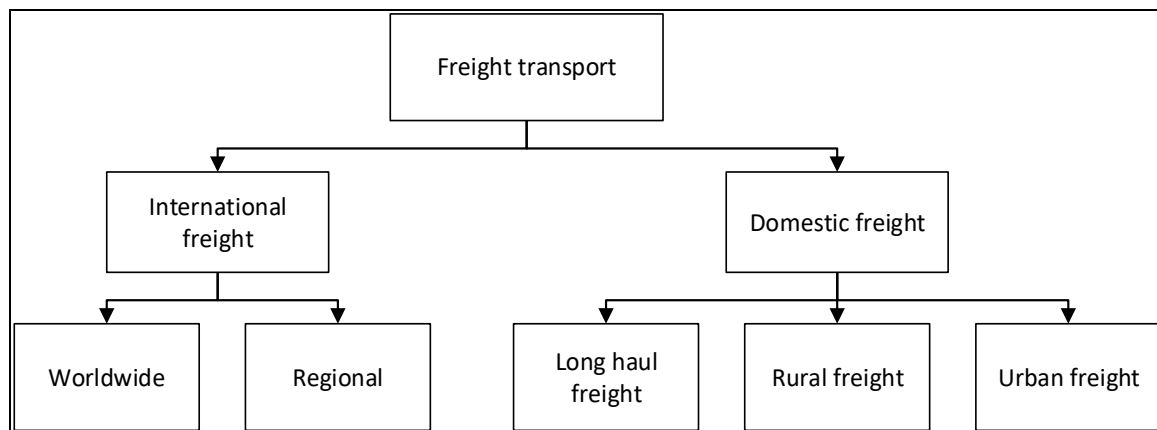 Freight transport
International
freight
Domestic freight
Worldwide
Regional
Long haul
freight
Rural freight
Urban freight